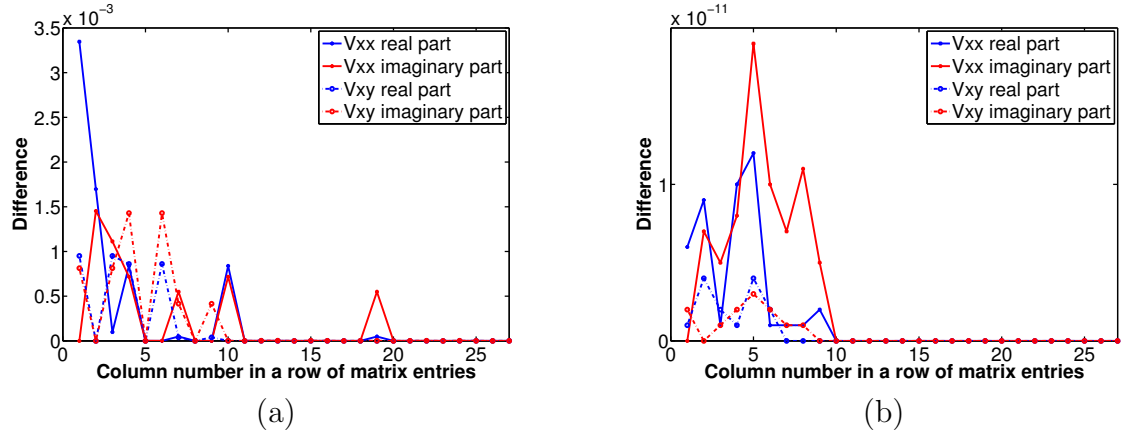 x 10^-3
3.5
3
2.5
2
1.5
1
0.5
0
0 5 10 15 20 25
Difference
Column number in a row of matrix entries
Vxx real part
Vxx imaginary part
Vxy real part
Vxy imaginary part
(a)
x 10^-11
1
0
0 5 10 15 20 25
Difference
Column number in a row of matrix entries
Vxx real part
Vxx imaginary part
Vxy real part
Vxy imaginary part
(b)